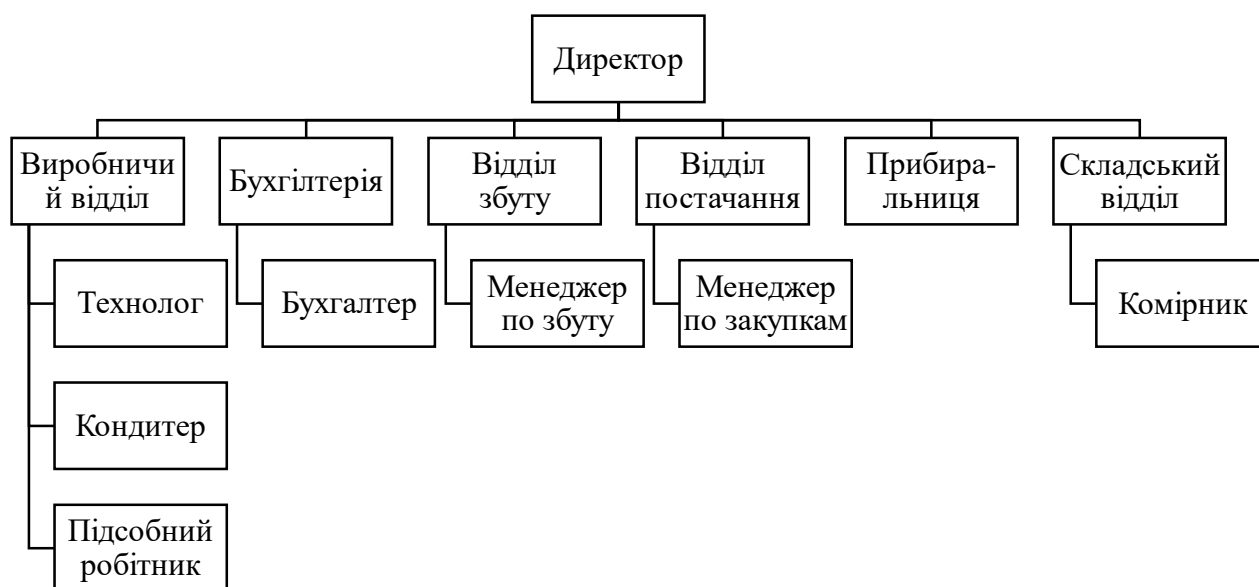 Директор
Виробничи
й відділ
Бухгілтерія
Відділ
збуту
Відділ
постачання
Прибира-
льниця
Складський
відділ
Технолог
Бухгалтер
Менеджер
по збуту
Менеджер
по закупкам
Комірник
Кондитер
Підсобний
робітник